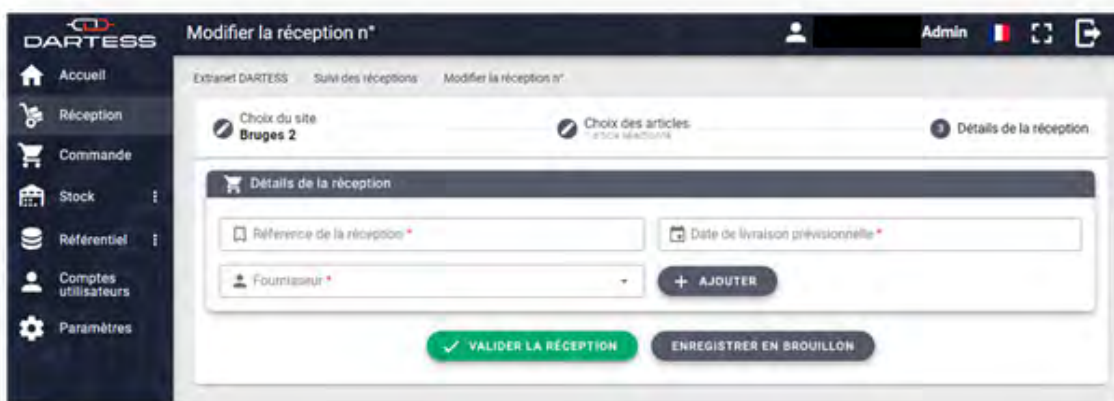 DARTESS
Modifier la réception n°
Admin
Accueil
Réception
Commande
Stock
Référentiel
Comptes
utilisateurs
Paramètres
Extranet DARTESS
Suivi des réceptions
Modifier la réception n°
Choix du site
Bruges 2
Choix des articles
3
Détails de la réception
Détails de la réception
Référence de la réception *
Date de livraison prévisionnelle *
Fournisseur *
+ AJOUTER
VALIDER LA RÉCEPTION
ENREGISTRER EN BROUILLON